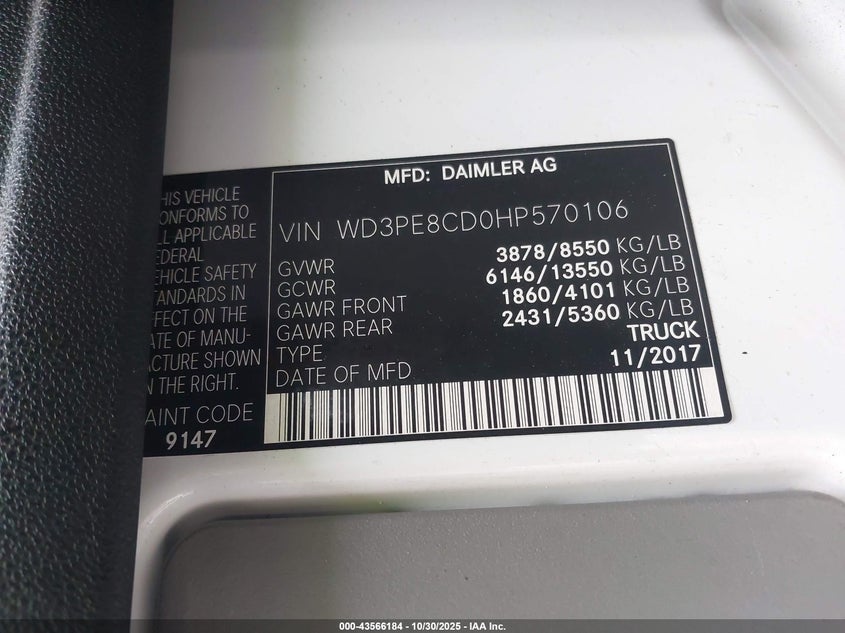 MFD: DAIMLER AG
HIS VEHICLE
ONFORMS TO
LL APPLICABLE
EDERAL
EHICLE SAFETY
TANDARDS IN
FFECT ON THE
ATE OF MANU-
ACTURE SHOWN
N THE RIGHT.
AINT CODE
9147
VIN WD3PE8CD0HP570106
GVWR 3878/8550 KG/LB
GCWR 6146/13550 KG/LB
GAWR FRONT 1860/4101 KG/LB
GAWR REAR 2431/5360 KG/LB
TYPE TRUCK
DATE OF MFD 11/2017
000-43566184 - 10/30/2025 - IAA Inc.